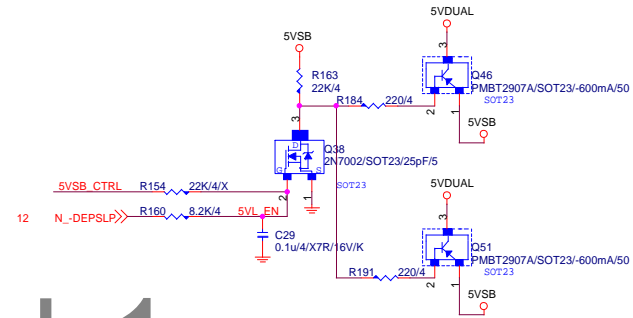 5VDUAL
5VSB
3
R163
22K/4
Q46
PMBT2907A/SOT23/-600mA/50
SOT23
R184
220/4
2
1
5VSB
3
D
Q38
2N7002/SOT23/25pF/5
G
S
SOT23
5VSB_CTRL
R154
22K/4/X
2
1
5VDUAL
12
N_-DEPSLP
R160
8.2K/4
5VL_EN
3
C29
0.1u/4/X7R/16V/K
Q51
PMBT2907A/SOT23/-600mA/50
SOT23
R191
220/4
2
1
5VSB